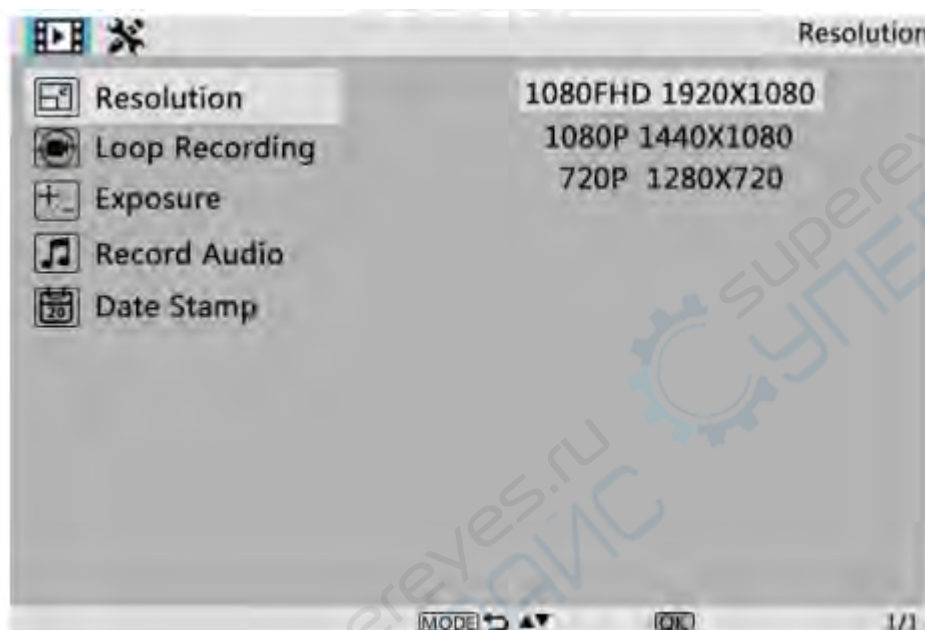 Resolution
Resolution
Loop Recording
Exposure
Record Audio
Date Stamp
20
1080FHD 1920X1080
1080P 1440X1080
720P 1280X720
MODE
OK
1/1
supereyes.ru